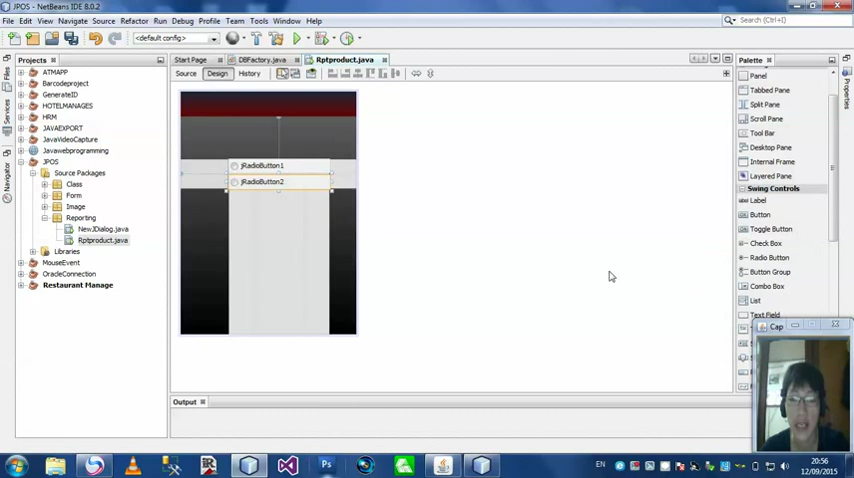 JPOS - NetBeans IDE 8.0.2
File Edit View Navigate Source Refactor Run Debug Profile Team Tools Window Help
Search (Ctrl+I)
<default config>
Projects
Start Page
DBFactory.java
Rptproduct.java
Palette
Source Design History
Files
Services
Navigator
Properties
ATMAPP
Barcodeproject
GenerateID
HOTELMANAGES
HRM
JAVAEXPORT
JavaVideoCapture
Javawebprogramming
JPOS
Source Packages
Class
Form
Image
Reporting
NewJDialog.java
Rptproduct.java
Libraries
MouseEvent
OracleConnection
Restaurant Manage
jRadioButton1
jRadioButton2
Panel
Tabbed Pane
Split Pane
Scroll Pane
Tool Bar
Desktop Pane
Internal Frame
Layered Pane
Swing Controls
Label
Button
Toggle Button
Check Box
Radio Button
Button Group
Combo Box
List
Text Field
Cap
Output
EN
20:56
12/09/2015